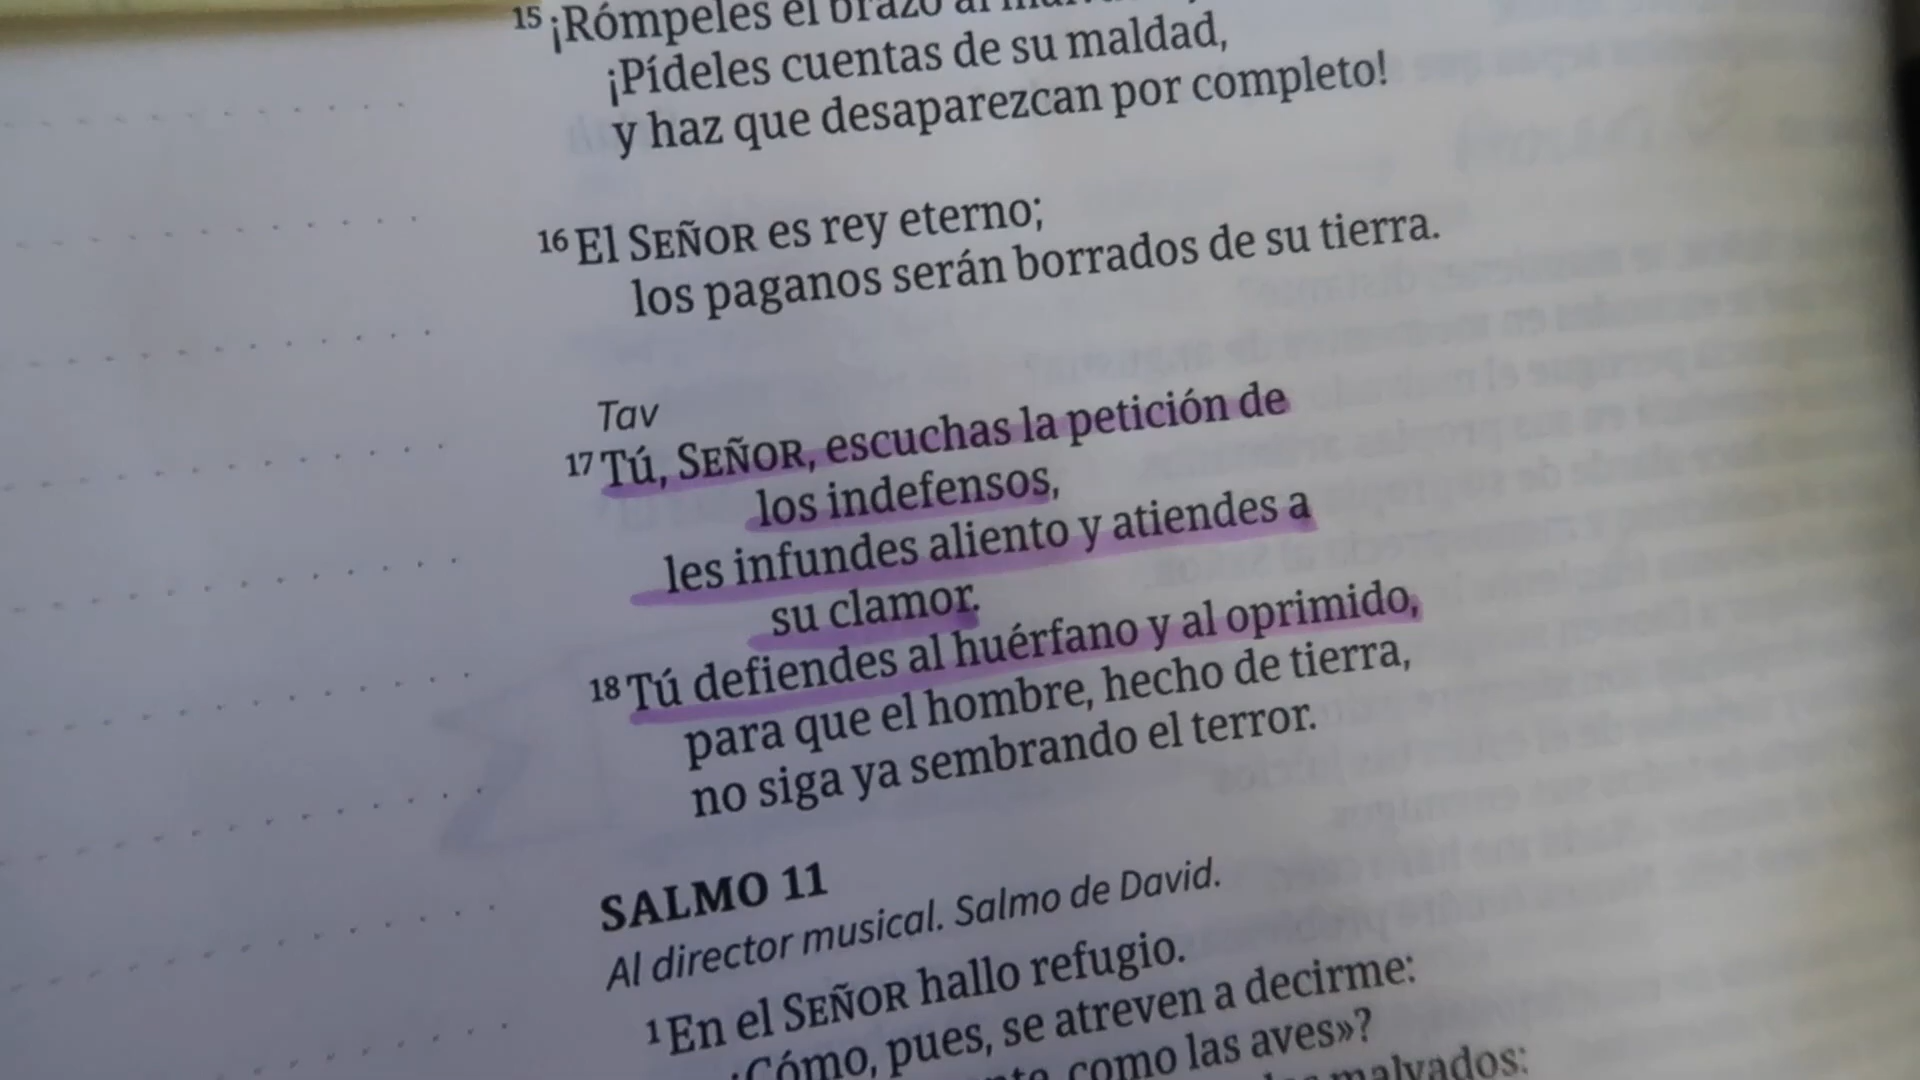 15 ¡Rómpeles el brazo al
¡Pídeles cuentas de su maldad,
y haz que desaparezcan por completo!
16 El SEÑOR es rey eterno;
los paganos serán borrados de su tierra.
Tav
17 Tú, SEÑOR, escuchas la petición de
los indefensos,
les infundes aliento y atiendes a
su clamor.
18 Tú defiendes al huérfano y al oprimido,
para que el hombre, hecho de tierra,
no siga ya sembrando el terror.
SALMO 11
Al director musical. Salmo de David.
1 En el SEÑOR hallo refugio.
¿Cómo, pues, se atreven a decirme:
como las aves»?
malvados: